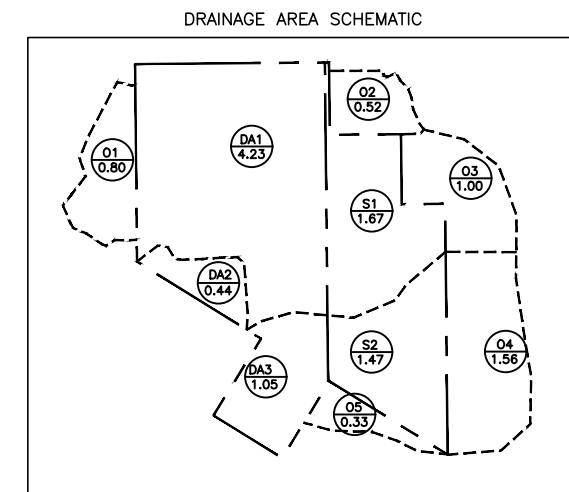 DRAINAGE AREA SCHEMATIC
O2
0.52
DA1
4.23
O1
0.80
O3
1.00
S1
1.67
DA2
0.44
S2
1.47
O4
1.56
DA3
1.05
O5
0.33